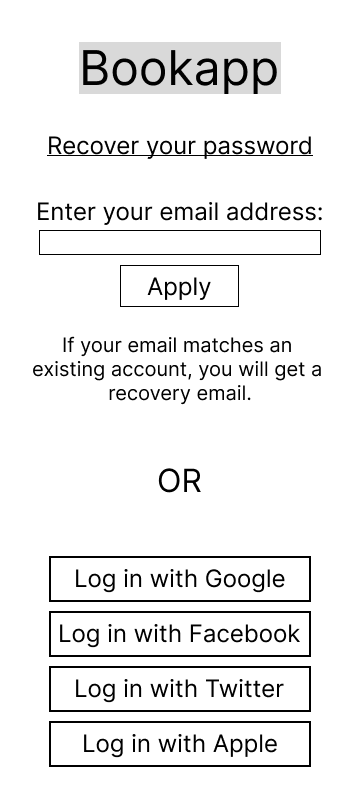 Bookapp
Recover your password
Enter your email address:
Apply
If your email matches an
existing account, you will get a
recovery email.
OR
Log in with Google
Log in with Facebook
Log in with Twitter
Log in with Apple